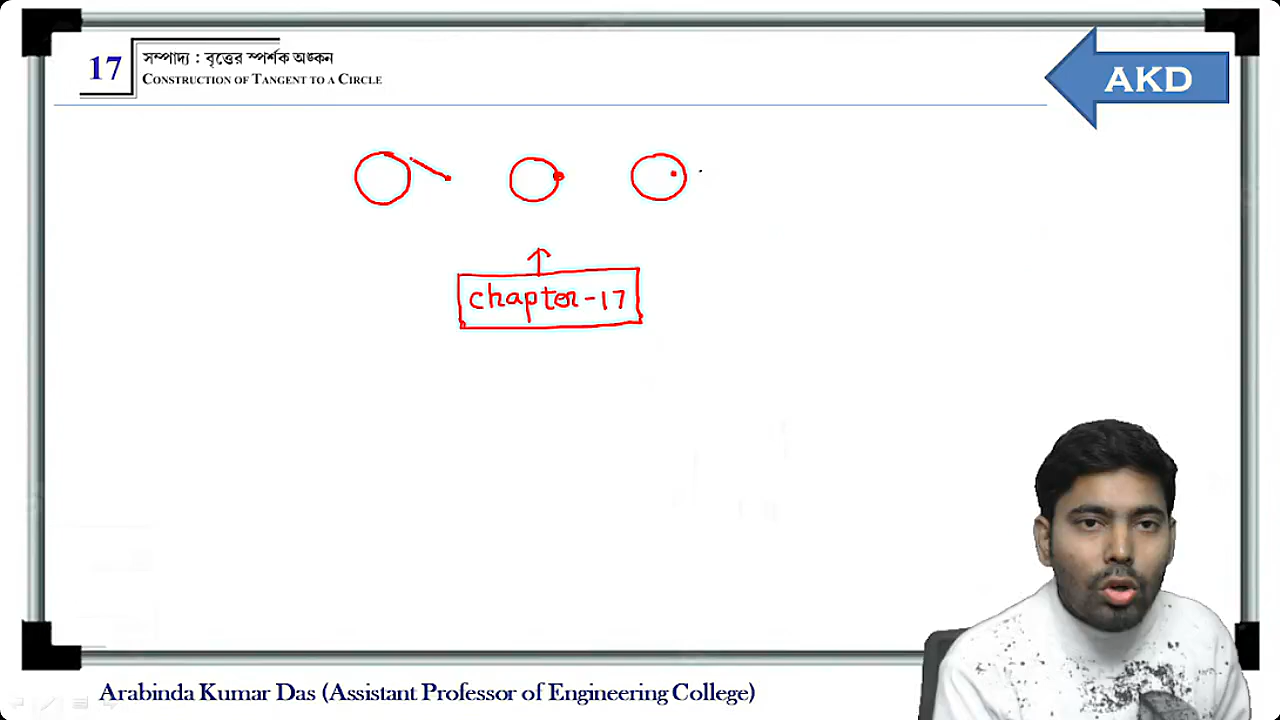 17
সম্পাদ্য : বৃত্তের স্পর্শক অঙ্কন
CONSTRUCTION OF TANGENT TO A CIRCLE
AKD
chapter-17
Arabinda Kumar Das (Assistant Professor of Engineering College)